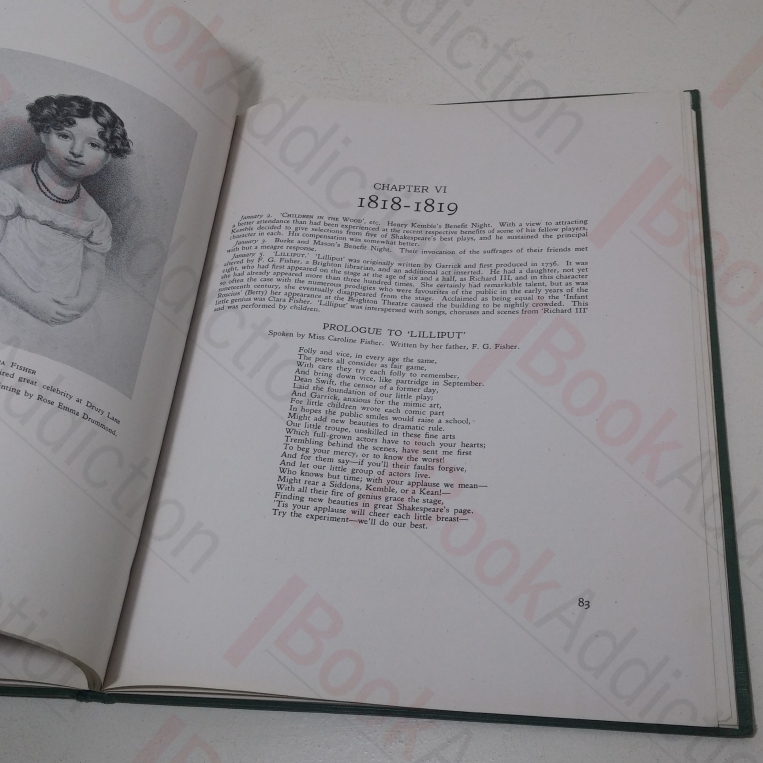 RA FISHER
ired great celebrity at Drury Lane
inting by Rose Emma Drummond.
CHAPTER VI
1818-1819
January 2. 'CHILDREN IN THE WOOD', etc. Henry Kemble's Benefit Night. With a view to attracting
a better attendance than had been experienced at the recent respective benefits of some of his fellow players,
Kemble decided to give selections from five of Shakespeare's best plays, and he sustained the principal
character in each. His compensation was somewhat better.
January 3. Burke and Mason's Benefit Night. Their invocation of the suffrages of their friends met
with but a meagre response.
January 5. 'LILLIPUT.' 'Lilliput' was originally written by Garrick and first produced in 1756. It was
altered by F. G. Fisher, a Brighton librarian, and an additional act inserted. He had a daughter, not yet
eight, who had first appeared on the stage at the age of six and a half, as Richard III, and in this character
she had already appeared more than three hundred times. She certainly had remarkable talent, but as was
so often the case with the numerous prodigies who were favourites of the public in the early years of the
nineteenth century, she eventually disappeared from the stage. Acclaimed as being equal to the 'Infant
Roscius' (Betty) her appearance at the Brighton Theatre caused the building to be nightly crowded. This
little genius was Clara Fisher. 'Lilliput' was interspersed with songs, choruses and scenes from 'Richard III'
and was performed by children.
PROLOGUE TO 'LILLIPUT'
Spoken by Miss Caroline Fisher. Written by her father, F. G. Fisher.
Folly and vice, in every age the same,
The poets all consider as fair game,
With care they try each folly to remember,
And bring down vice, like partridge in September.
Dean Swift, the censor of a former day,
Laid the foundation of our little play;
And Garrick, anxious for the mimic art,
For little children wrote each comic part
In hopes the public smiles would raise a school,
Might add new beauties to dramatic rule.
Our little troupe, unskilled in these fine arts
Which full-grown actors have to touch your hearts;
Trembling behind the scenes, have sent me first
To beg your mercy, or to know the worst!
And for them say—if you'll their faults forgive,
And let our little group of actors live.
Who knows but time; with your applause we mean—
Might rear a Siddons, Kemble, or a Kean!—
With all their fire of genius grace the stage,
Finding new beauties in great Shakespeare's page.
'Tis your applause will cheer each little breast—
Try the experiment—we'll do our best.
83
BookAddiction